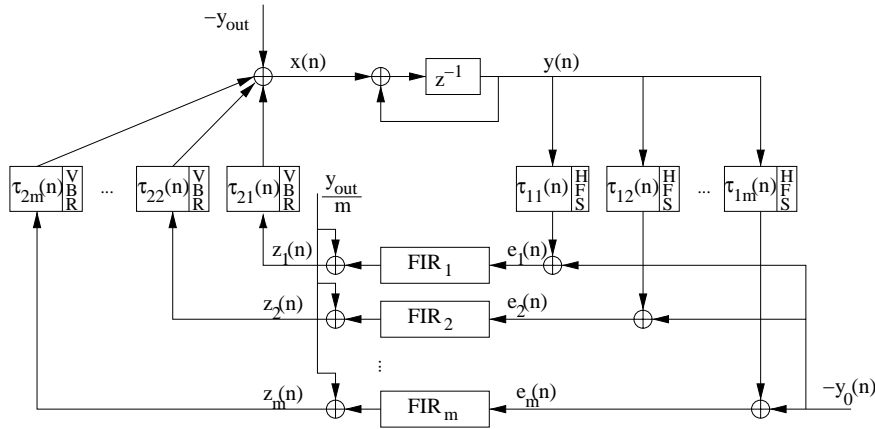 −y_out
x(n)
z⁻¹
y(n)
τ_2m(n) VBR
...
τ_22(n) VBR
τ_21(n) VBR
y_out
m
τ_11(n) HFS
τ_12(n) HFS
...
τ_1m(n) HFS
z_1(n)
FIR_1
e_1(n)
z_2(n)
FIR_2
e_2(n)
...
z_m(n)
FIR_m
e_m(n)
−y_0(n)